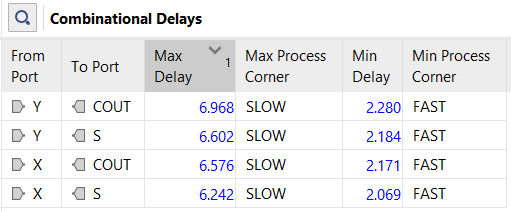 Combinational Delays
From Port To Port Max Delay 1 Max Process Corner Min Delay Min Process Corner
Y COUT 6.968 SLOW 2.280 FAST
Y S 6.602 SLOW 2.184 FAST
X COUT 6.576 SLOW 2.171 FAST
X S 6.242 SLOW 2.069 FAST